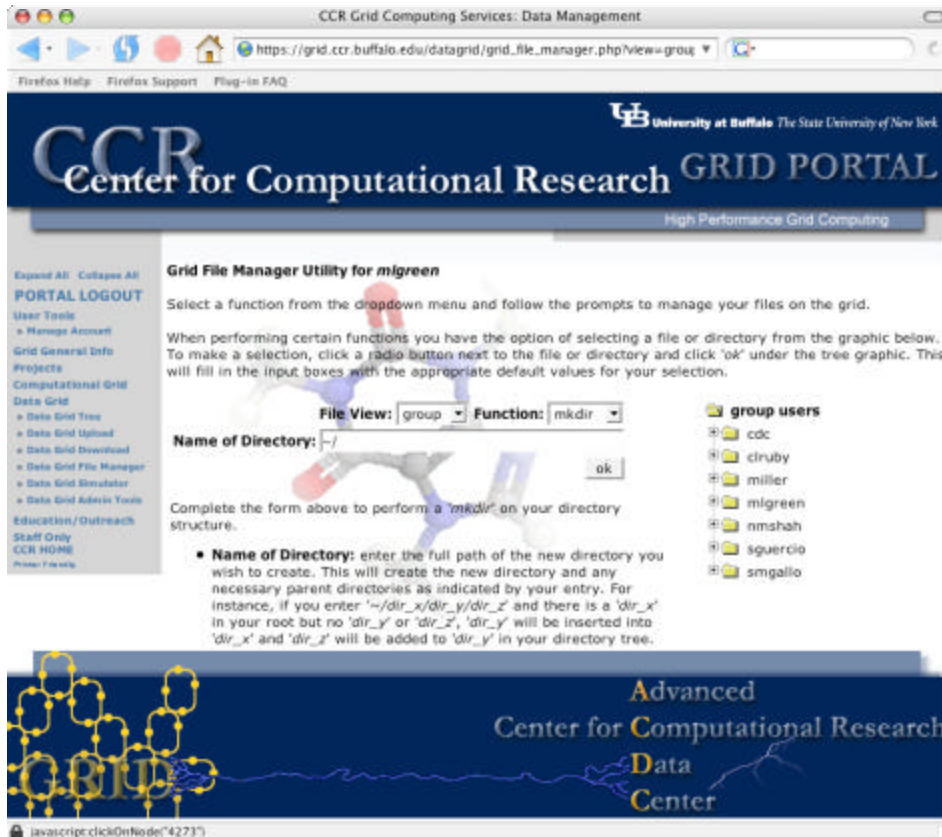 CCR Grid Computing Services: Data Management
https://grid.ccr.buffalo.edu/datagrid/grid_file_manager.php?view=group
Firefox Help Firefox Support Plug-in FAQ
UB University at Buffalo The State University of New York
CCR
Center for Computational Research GRID PORTAL
High Performance Grid Computing
Expand All Collapse All
PORTAL LOGOUT
User Tools
» Manage Account
Grid General Info
Projects
Computational Grid
Data Grid
» Data Grid Tree
» Data Grid Upload
» Data Grid Download
» Data Grid File Manager
» Data Grid Simulator
» Data Grid Admin Tools
Education/Outreach
Staff Only
CCR HOME
Printer Friendly
Grid File Manager Utility for mlgreen
Select a function from the dropdown menu and follow the prompts to manage your files on the grid.
When performing certain functions you have the option of selecting a file or directory from the graphic below.
To make a selection, click a radio button next to the file or directory and click 'ok' under the tree graphic. This
will fill in the input boxes with the appropriate default values for your selection.
File View: group Function: mkdir
Name of Directory: ~/
ok
Complete the form above to perform a 'mkdir' on your directory
structure.
• Name of Directory: enter the full path of the new directory you
wish to create. This will create the new directory and any
necessary parent directories as indicated by your entry. For
instance, if you enter '~/dir_x/dir_y/dir_z' and there is a 'dir_x'
in your root but no 'dir_y' or 'dir_z', 'dir_y' will be inserted into
'dir_x' and 'dir_z' will be added to 'dir_y' in your directory tree.
group users
cdc
clruby
miller
mlgreen
nmshah
sguercio
smgallo
GRID
Advanced
Center for Computational Research
Data
Center
javascript:clickOnNode("4273")